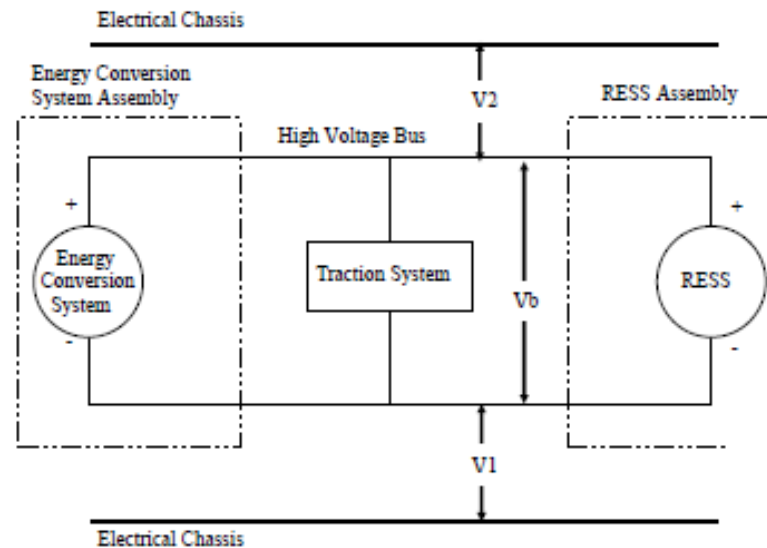 Electrical Chassis
Energy Conversion
System Assembly
V2
RESS Assembly
High Voltage Bus
+
+
Energy
Conversion
System
Traction System
Vb
RESS
-
-
V1
Electrical Chassis